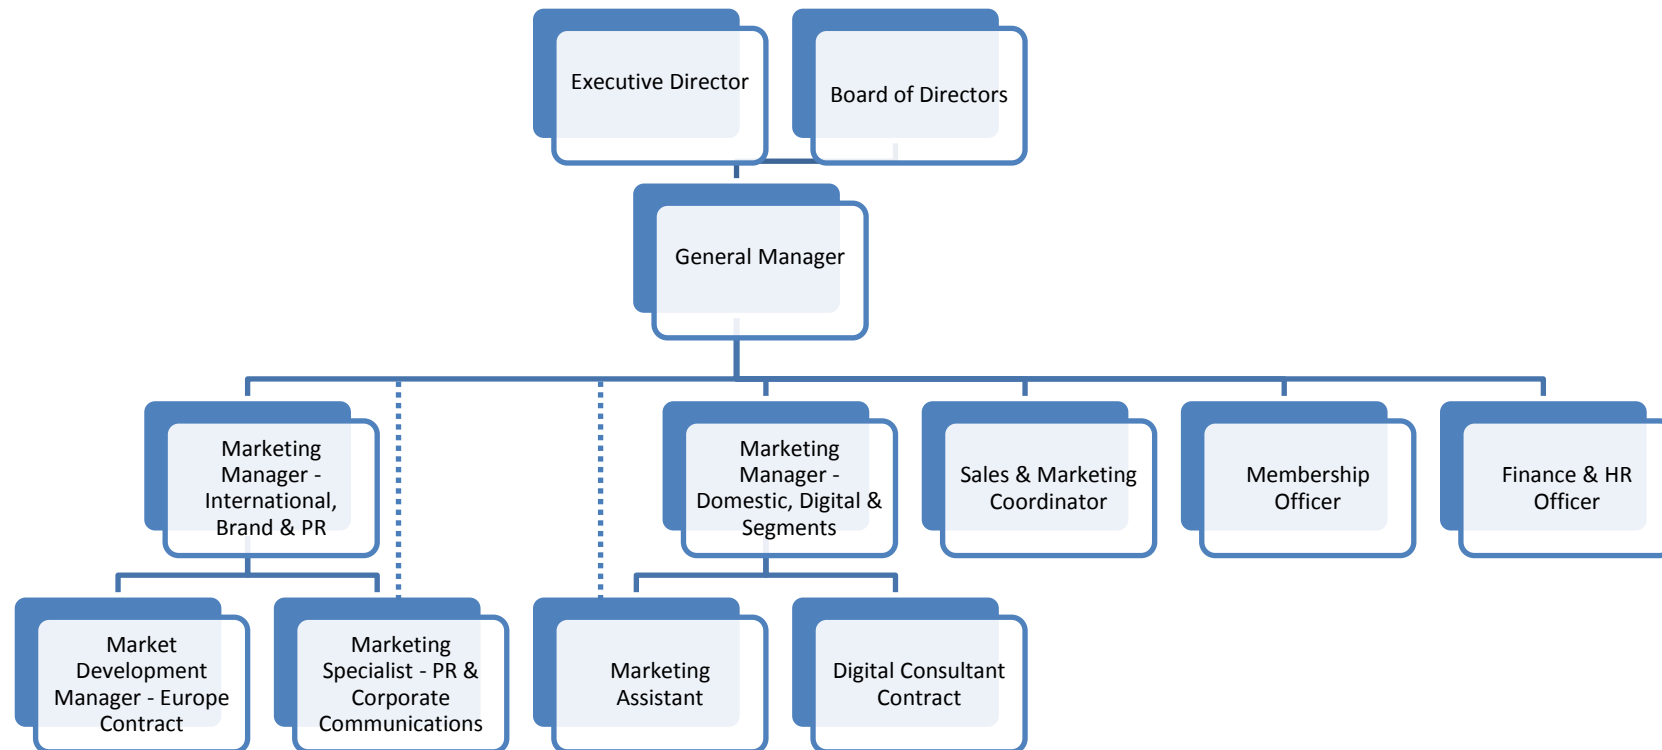 Executive Director
Board of Directors
General Manager
Marketing
Manager -
International,
Brand & PR
Marketing
Manager -
Domestic, Digital &
Segments
Sales & Marketing
Coordinator
Membership
Officer
Finance & HR
Officer
Market
Development
Manager - Europe
Contract
Marketing
Specialist - PR &
Corporate
Communications
Marketing
Assistant
Digital Consultant
Contract